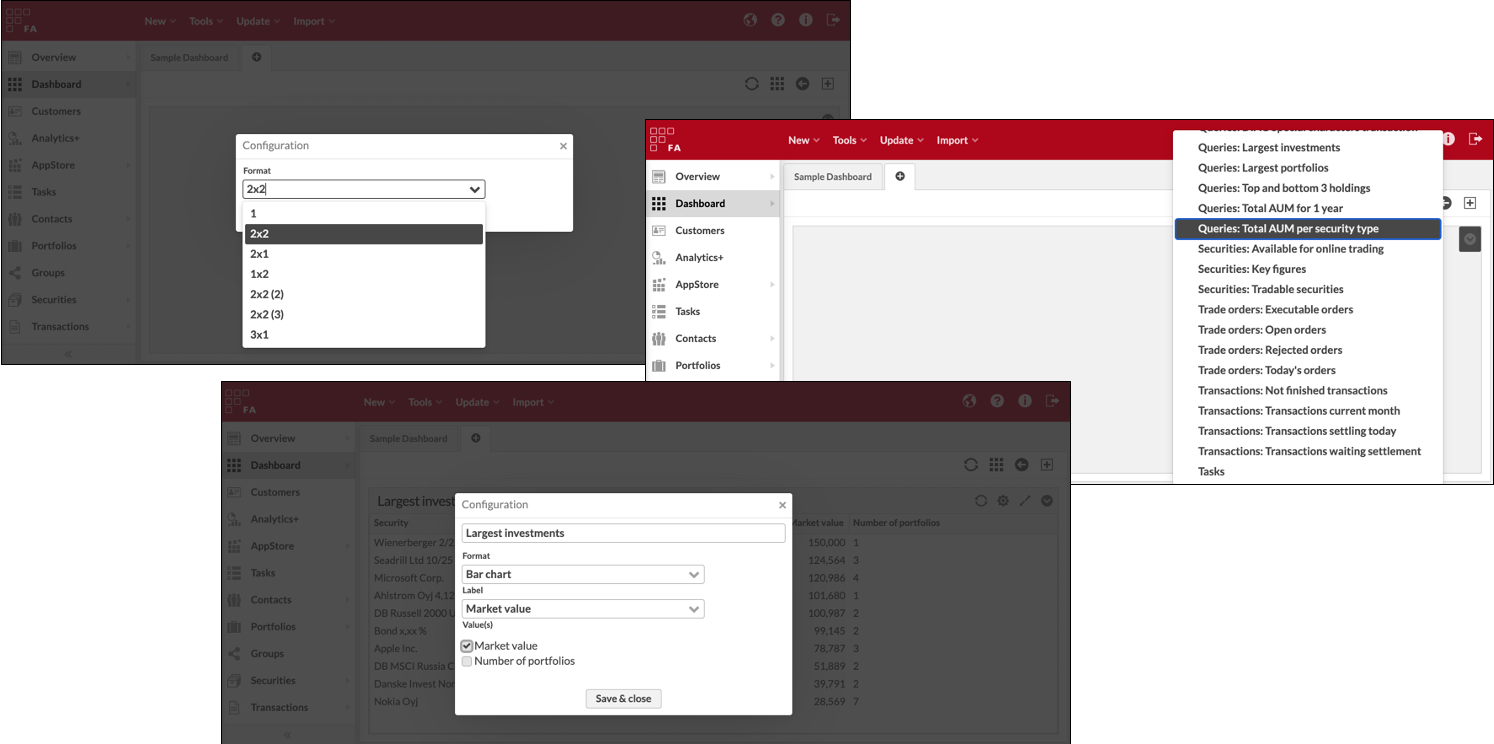 FA
New Tools Update Import
Overview
Dashboard
Customers
Analytics+
AppStore
Tasks
Contacts
Portfolios
Groups
Securities
Transactions
«
Sample Dashboard
Configuration ×
Format
2x2
1
2x2
2x1
1x2
2x2 (2)
2x2 (3)
3x1
FA
New Tools Update Import
Overview
Dashboard
Customers
Analytics+
AppStore
Tasks
Contacts
Portfolios
Sample Dashboard
Queries: Largest investments
Queries: Largest portfolios
Queries: Top and bottom 3 holdings
Queries: Total AUM for 1 year
Queries: Total AUM per security type
Securities: Available for online trading
Securities: Key figures
Securities: Tradable securities
Trade orders: Executable orders
Trade orders: Open orders
Trade orders: Rejected orders
Trade orders: Today's orders
Transactions: Not finished transactions
Transactions: Transactions current month
Transactions: Transactions settling today
Transactions: Transactions waiting settlement
Tasks
FA
New Tools Update Import
Overview
Dashboard
Customers
Analytics+
AppStore
Tasks
Contacts
Portfolios
Groups
Securities
Transactions
«
Sample Dashboard
Largest invest
Security Market value Number of portfolios
Wienerberger 2/2 150,000 1
Seadrill Ltd 10/25 124,564 3
Microsoft Corp. 120,986 4
Ahlstrom Oyj 4,12 101,680 1
DB Russell 2000 U 100,987 2
Bond x,xx % 99,145 2
Apple Inc. 78,787 3
DB MSCI Russia C 51,889 2
Danske Invest Nor 39,791 2
Nokia Oyj 28,569 7
Configuration ×
Largest investments
Format
Bar chart
Label
Market value
Value(s)
Market value
Number of portfolios
Save & close